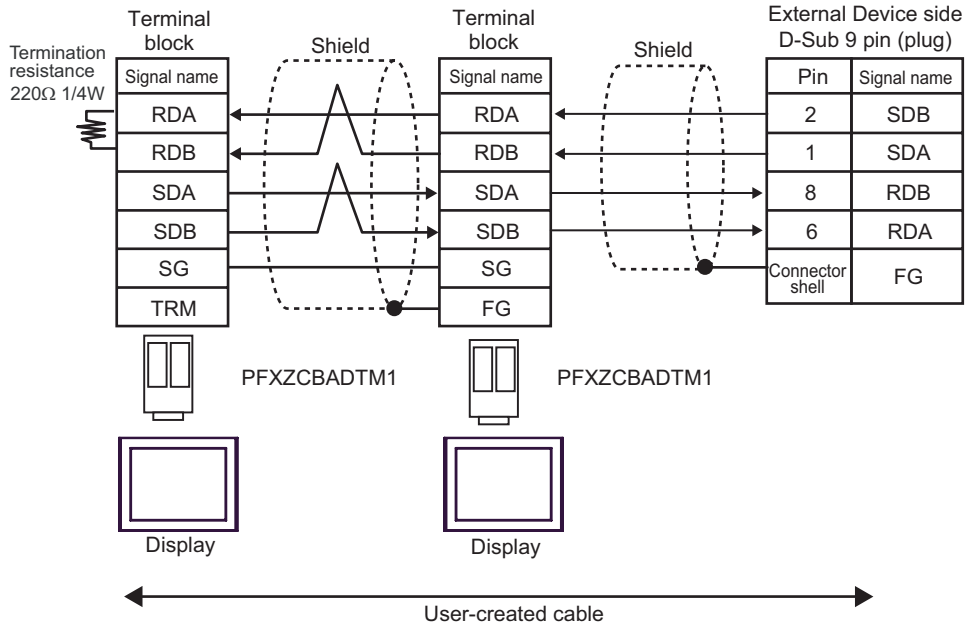 Terminal block
Shield
Terminal block
Shield
External Device side
D-Sub 9 pin (plug)
Termination
resistance
220Ω 1/4W
Signal name
Signal name
Pin Signal name
RDA
RDA
2 SDB
RDB
RDB
1 SDA
SDA
SDA
8 RDB
SDB
SDB
6 RDA
SG
SG
Connector shell FG
TRM
FG
PFXZCBADTM1
PFXZCBADTM1
Display
Display
User-created cable